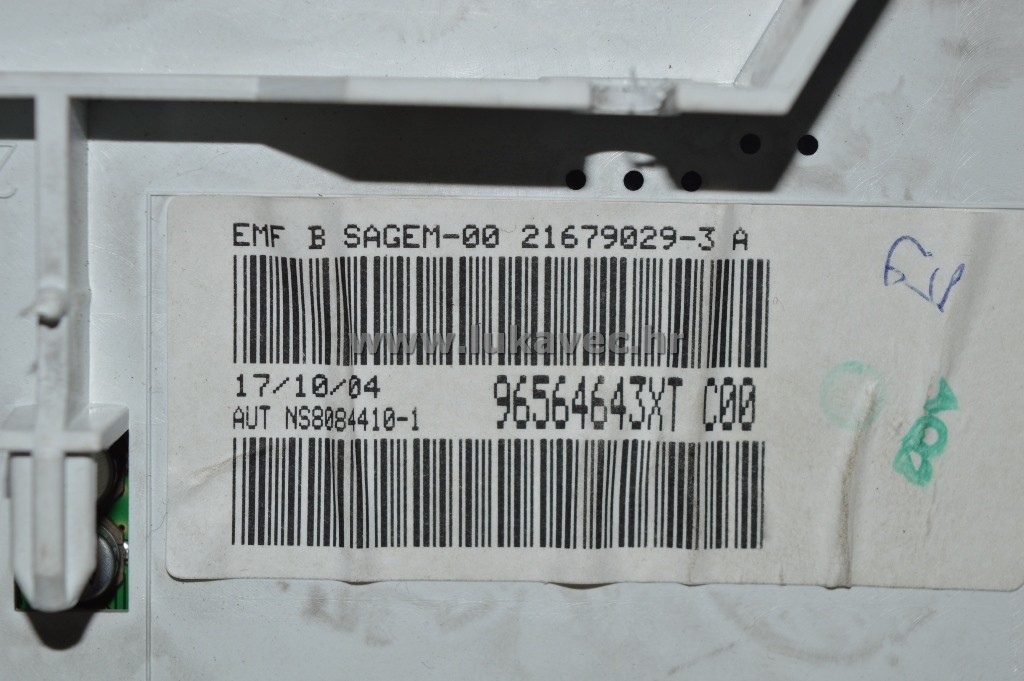 EMF B SAGEM-00 21679029-3 A
www.lukavec.hr
17/10/04
96564643XT C00
AUT NS8084410-1